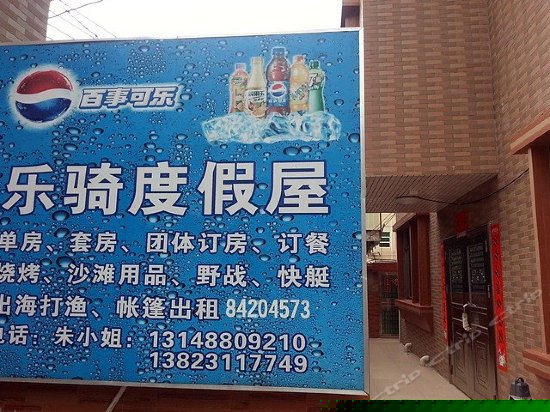 百事可乐
乐骑度假屋
单房、套房、团体订房、订餐
烧烤、沙滩用品、野战、快艇
出海打渔、帐篷出租 84204573
电话：朱小姐：13148809210
13823117749